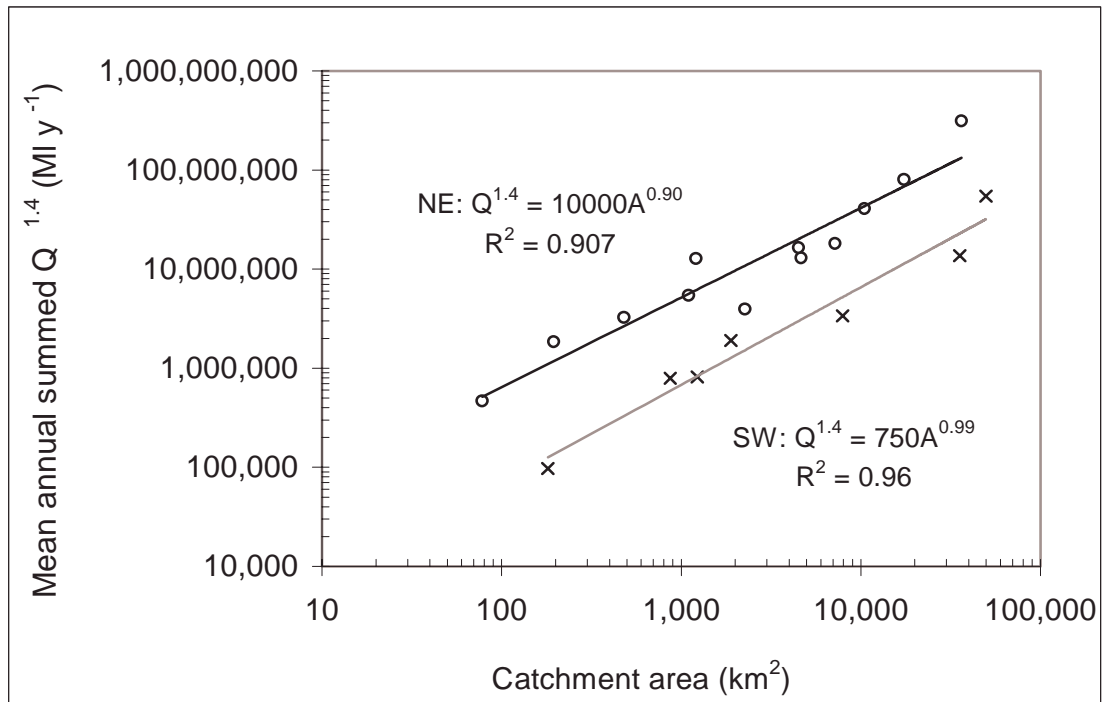 Mean annual summed Q 1.4 (Ml y -1)
1,000,000,000
100,000,000
10,000,000
1,000,000
100,000
10,000
NE: Q1.4 = 10000A0.90
R2 = 0.907
SW: Q1.4 = 750A0.99
R2 = 0.96
10 100 1,000 10,000 100,000
Catchment area (km2)